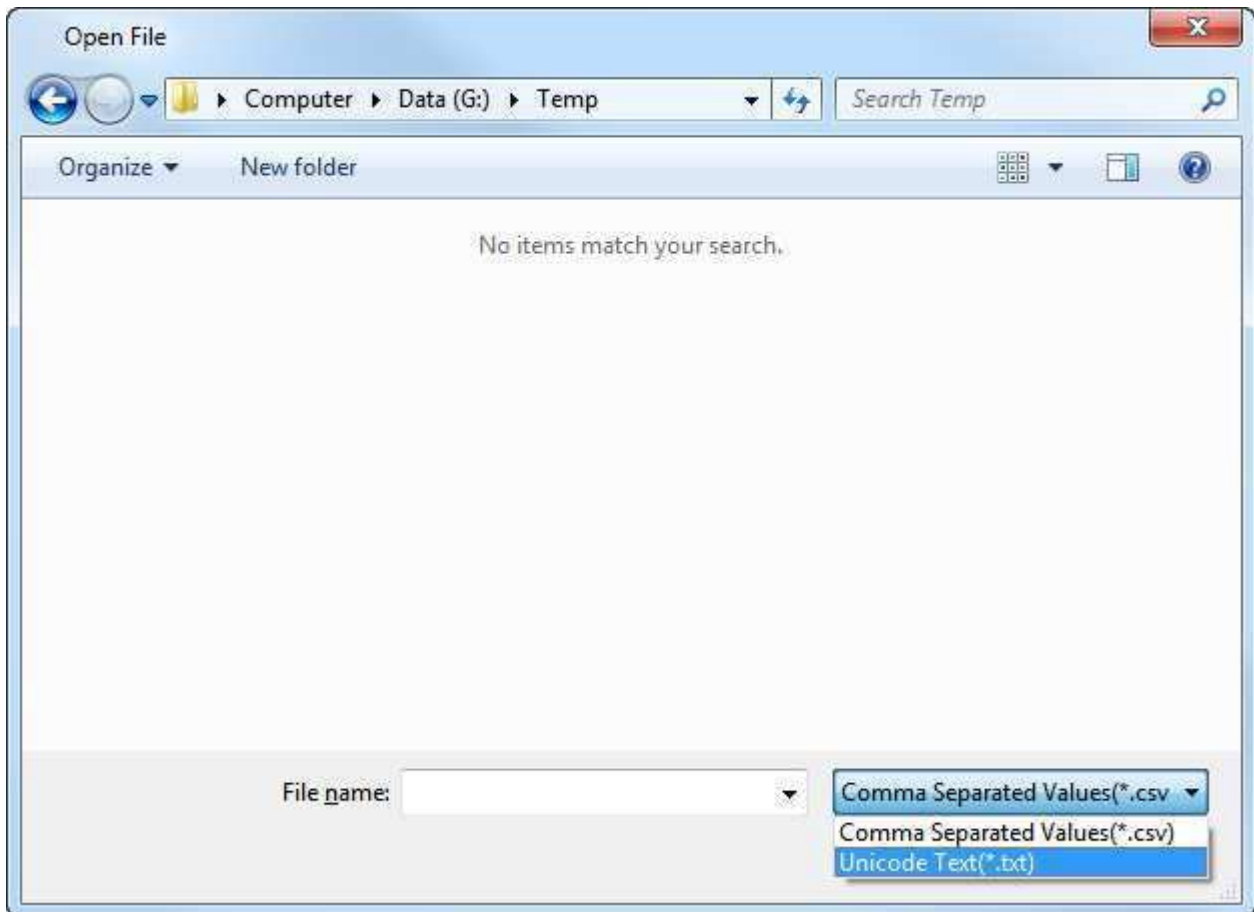 Open File
Computer Data (G:) Temp Search Temp
Organize New folder
No items match your search.
File name: Comma Separated Values(*.csv
Comma Separated Values(*.csv)
Unicode Text(*.txt)